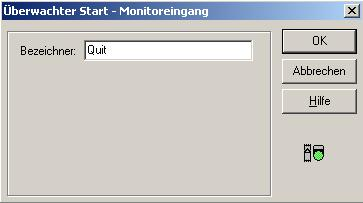 Überwachter Start - Monitoreingang
Bezeichner: Quit
OK
Abbrechen
Hilfe